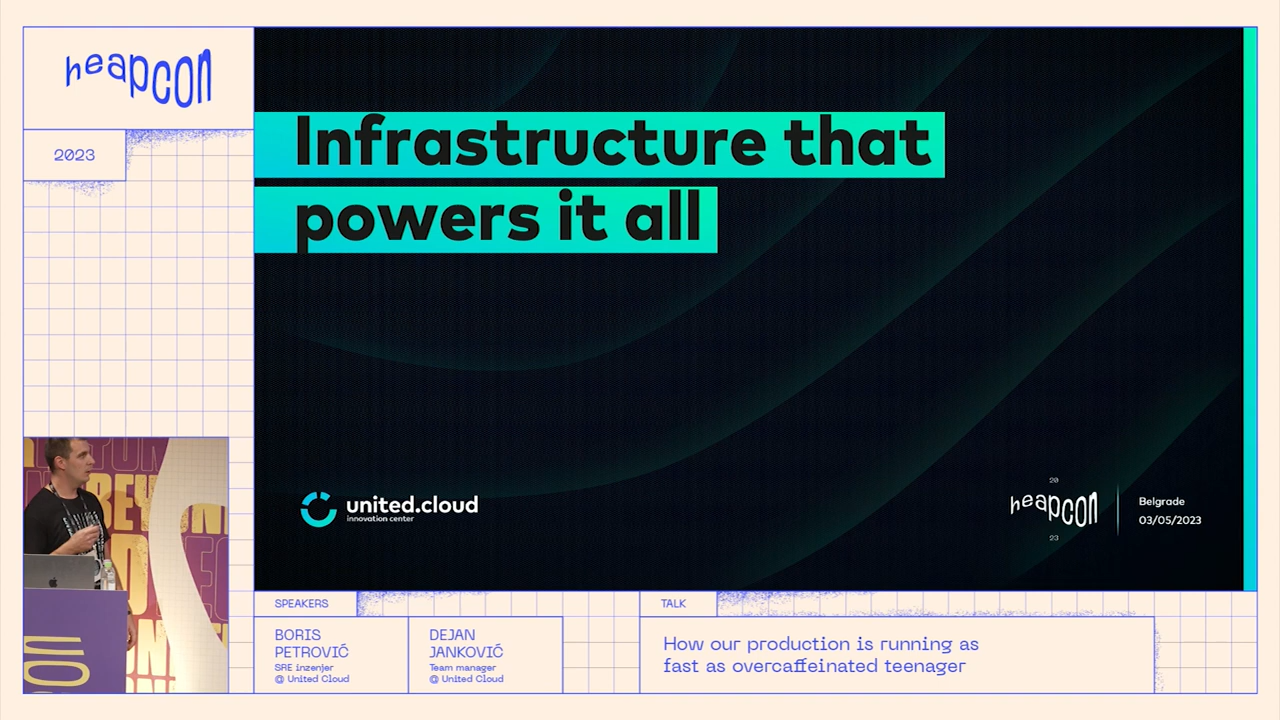 heapcon
2023
Infrastructure that
powers it all
united.cloud
innovation center
20
heapcon
23
Belgrade
03/05/2023
SPEAKERS
BORIS
PETROVIĆ
SRE inzenjer
@ United Cloud
DEJAN
JANKOVIĆ
Team manager
@ United Cloud
TALK
How our production is running as
fast as overcaffeinated teenager